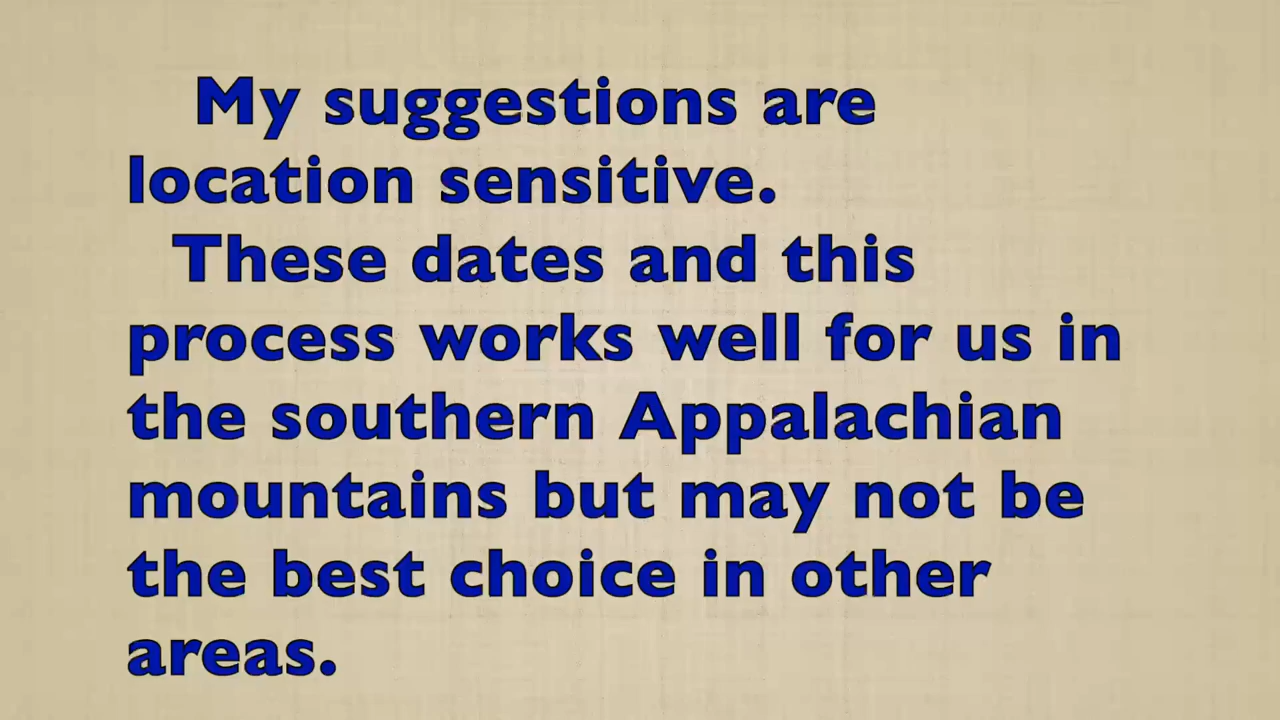 My suggestions are
location sensitive.
These dates and this
process works well for us in
the southern Appalachian
mountains but may not be
the best choice in other
areas.